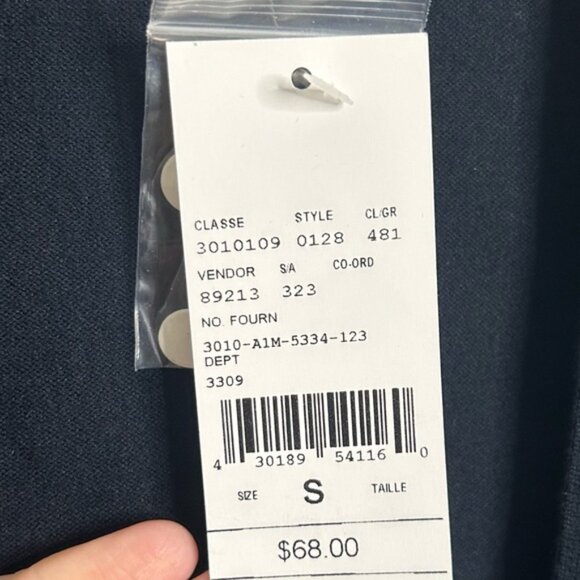 CLASSE STYLE CL/GR
3010109 0128 481
VENDOR S/A CO-ORD
89213 323
NO. FOURN
3010-A1M-5334-123
DEPT
3309
4 30189 54116 0
SIZE S TAILLE
$68.00